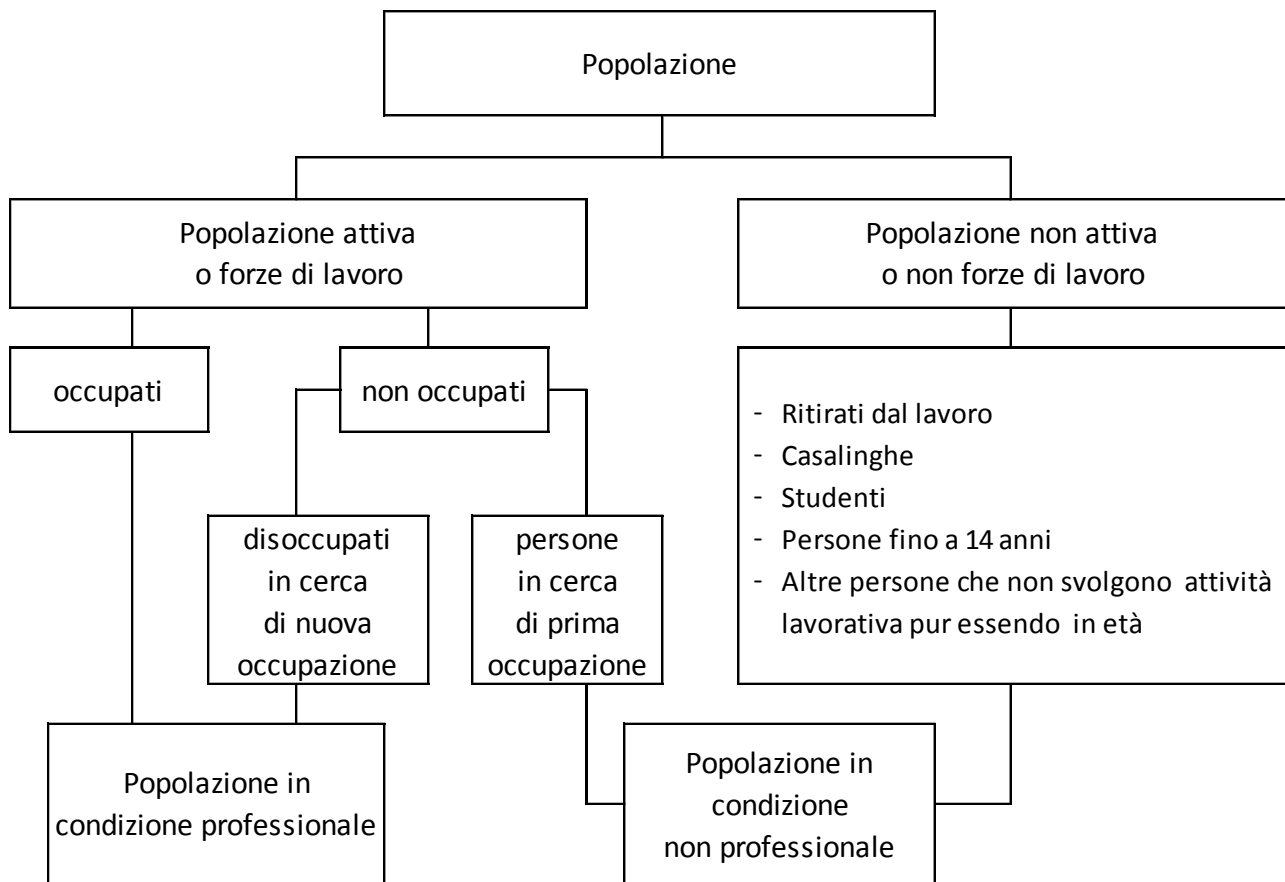 Popolazione
Popolazione attiva
o forze di lavoro
Popolazione non attiva
o non forze di lavoro
occupati
non occupati
- Ritirati dal lavoro
- Casalinghe
- Studenti
- Persone fino a 14 anni
- Altre persone che non svolgono attività
lavorativa pur essendo in età
disoccupati
in cerca
di nuova
occupazione
persone
in cerca
di prima
occupazione
Popolazione in
condizione professionale
Popolazione in
condizione
non professionale